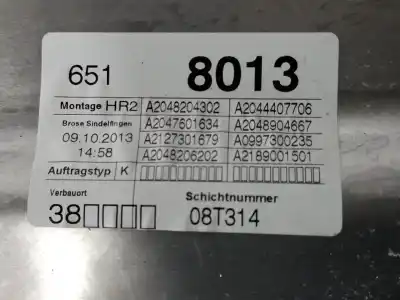 651 8013
Montage HR2 A2048204302 A2044407706
Brose Sindelfingen A2047601634 A2048904667
09.10.2013 A2127301679 A0997300235
14:58 A2048206202 A2189001501
Auftragstyp K ▯▯▯▯▯▯▯▯▯▯▯ ▯▯▯▯▯▯▯▯▯▯▯
Verbauort Schichtnummer
38▯▯▯▯ 08T314